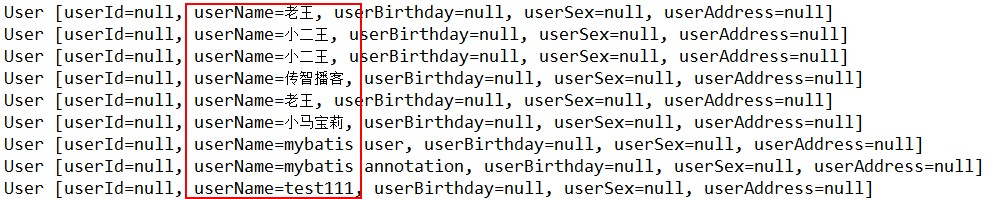 User [userId=null, userName=老王, userBirthday=null, userSex=null, userAddress=null]
User [userId=null, userName=小二王, userBirthday=null, userSex=null, userAddress=null]
User [userId=null, userName=小二王, userBirthday=null, userSex=null, userAddress=null]
User [userId=null, userName=传智播客, userBirthday=null, userSex=null, userAddress=null]
User [userId=null, userName=老王, userBirthday=null, userSex=null, userAddress=null]
User [userId=null, userName=小马宝莉, userBirthday=null, userSex=null, userAddress=null]
User [userId=null, userName=mybatis user, userBirthday=null, userSex=null, userAddress=null]
User [userId=null, userName=mybatis annotation, userBirthday=null, userSex=null, userAddress=null]
User [userId=null, userName=test111, userBirthday=null, userSex=null, userAddress=null]